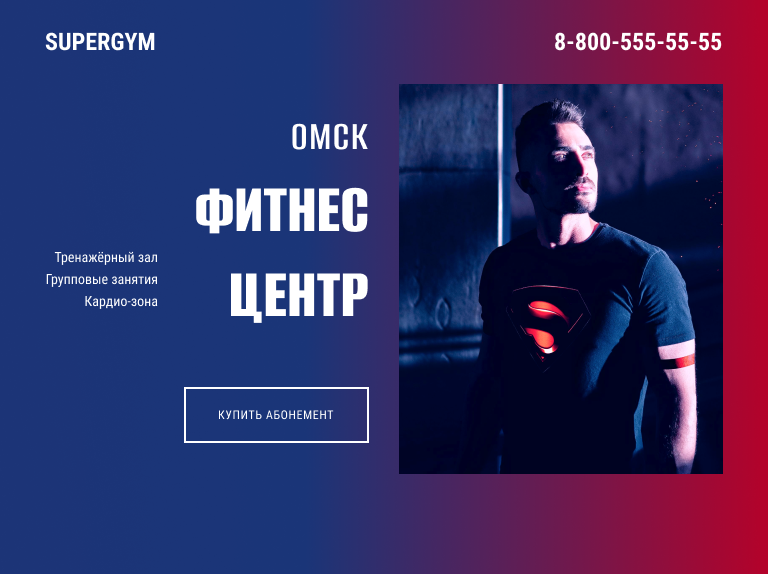 SUPERGYM
8-800-555-55-55
ОМСК
ФИТНЕС
ЦЕНТР
Тренажёрный зал
Групповые занятия
Кардио-зона
КУПИТЬ АБОНЕМЕНТ